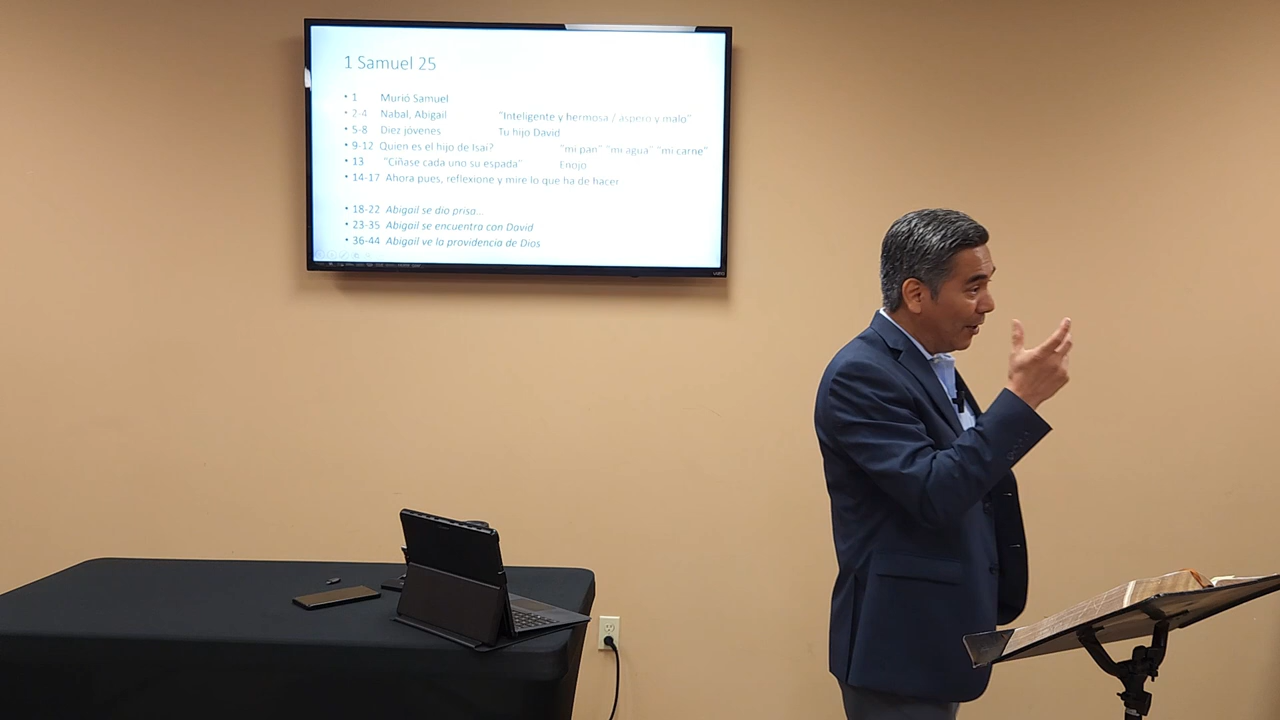 1 Samuel 25
• 1 Murió Samuel
• 2-4 Nabal, Abigail "Inteligente y hermosa / aspero y malo"
• 5-8 Diez jóvenes Tu hijo David
• 9-12 Quien es el hijo de Isai? "mi pan" "mi agua" "mi carne"
• 13 "Cíñase cada uno su espada" Enojo
• 14-17 Ahora pues, reflexione y mire lo que ha de hacer
• 18-22 Abigail se dio prisa...
• 23-35 Abigail se encuentra con David
• 36-44 Abigail ve la providencia de Dios
VIZIO